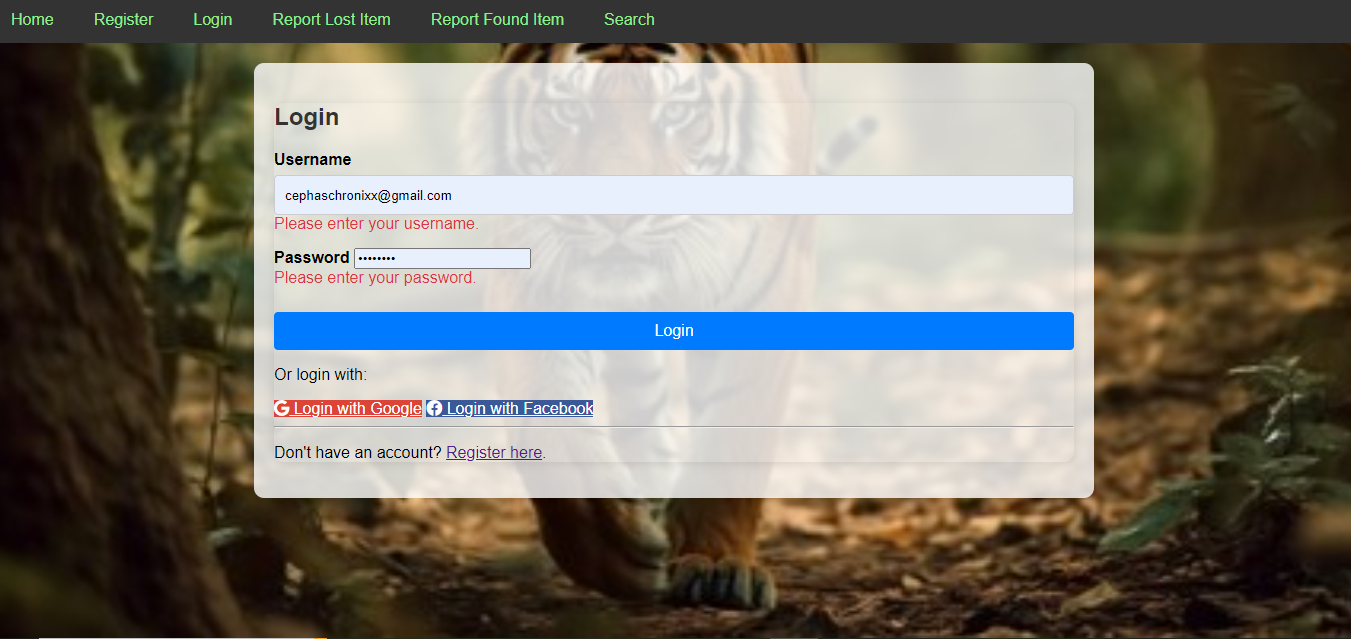 Home Register Login Report Lost Item Report Found Item Search
Login
Username
cephaschronixx@gmail.com
Please enter your username.
Password ••••••••
Please enter your password.
Login
Or login with:
Login with Google Login with Facebook
Don't have an account? Register here.